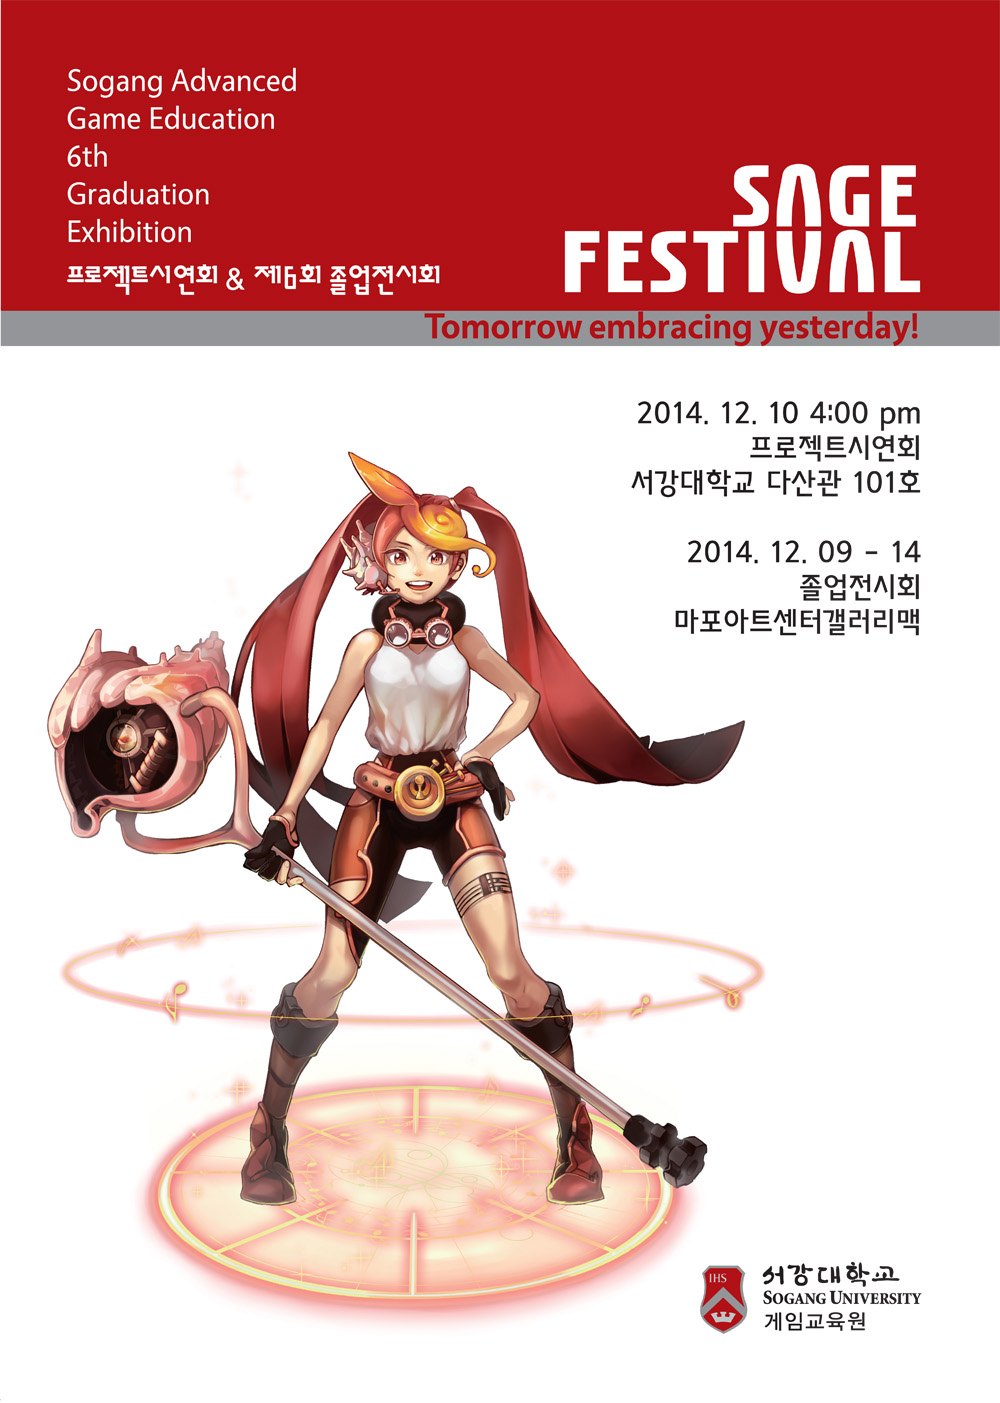 Sogang Advanced
Game Education
6th
Graduation
Exhibition
프로젝트시연회 & 제6회 졸업전시회
SAGE
FESTIVAL
Tomorrow embracing yesterday!
2014. 12. 10 4:00 pm
프로젝트시연회
서강대학교 다산관 101호
2014. 12. 09 - 14
졸업전시회
마포아트센터갤러리맥
IHS
서강대학교
SOGANG UNIVERSITY
게임교육원